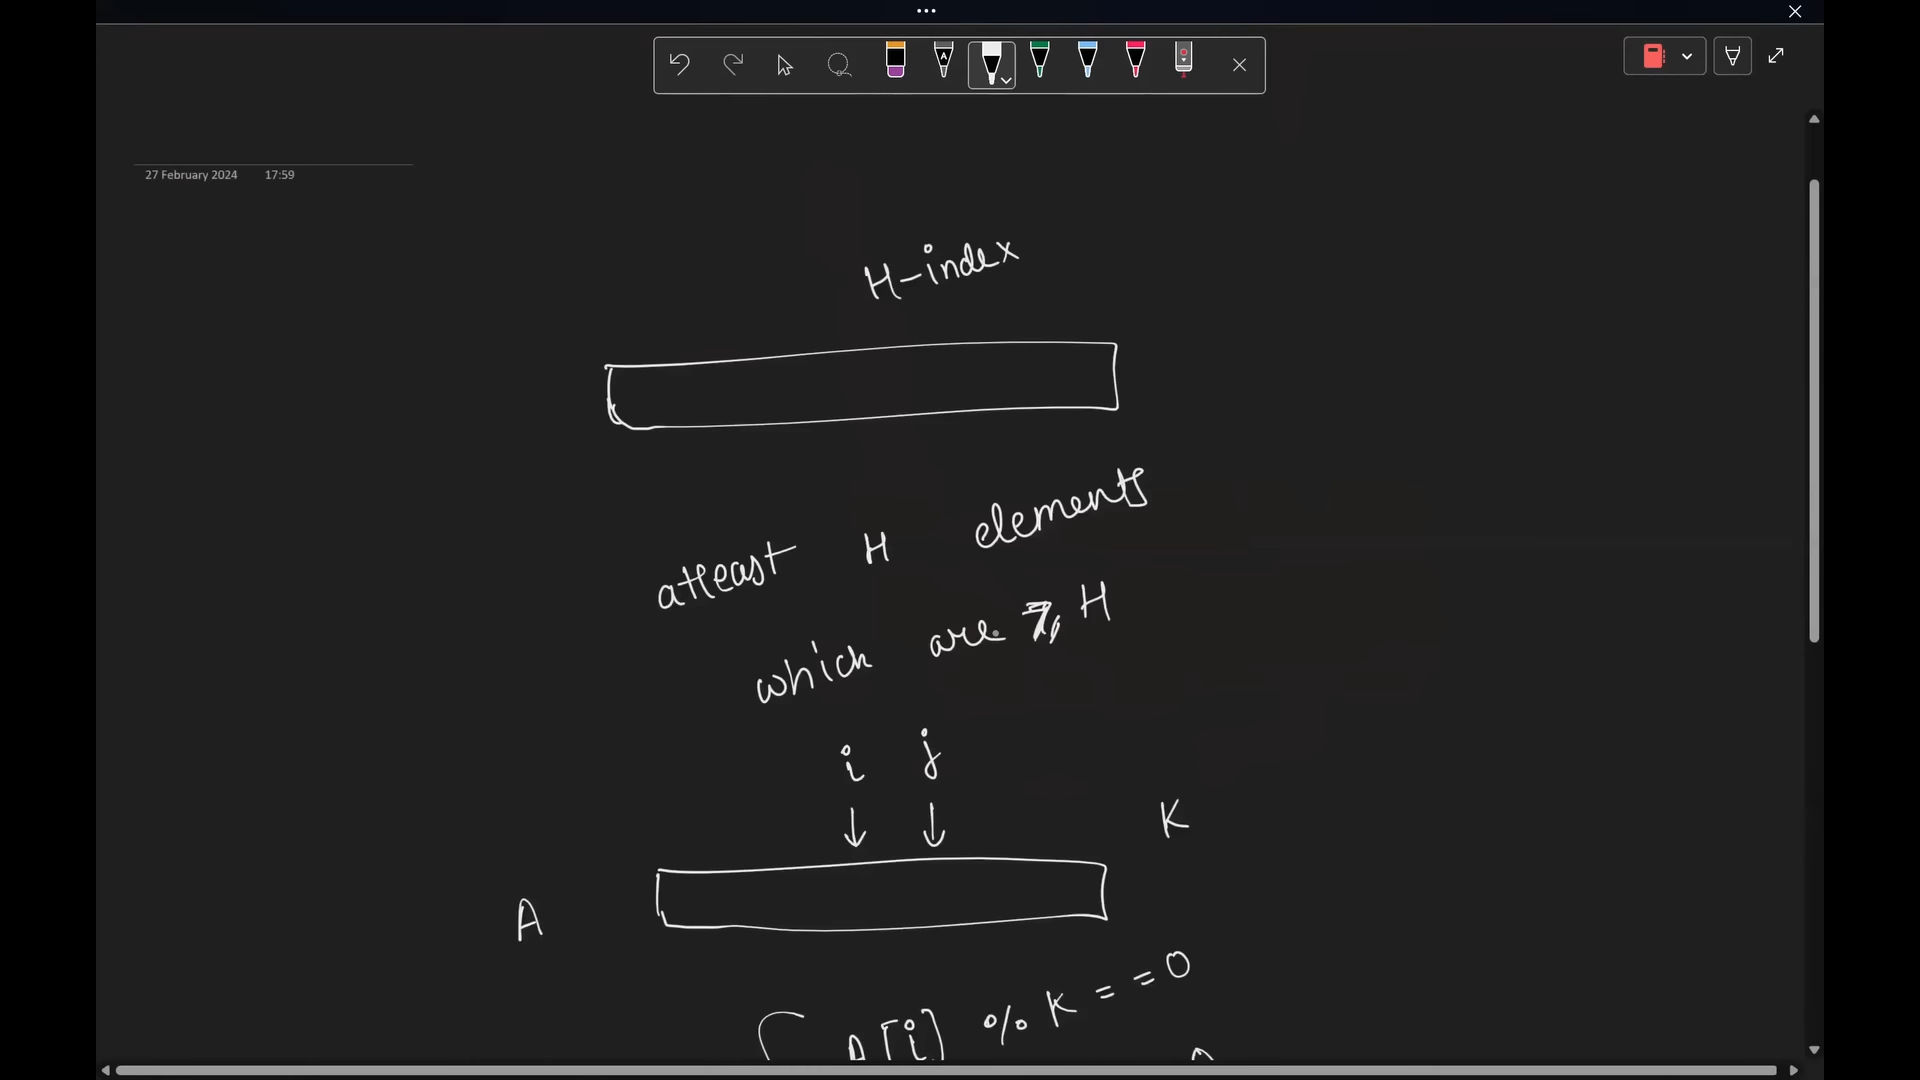 27 February 2024 17:59
H-index
atleast H elements
which are ≥ H
i j
K
A
A[i] % K = = 0